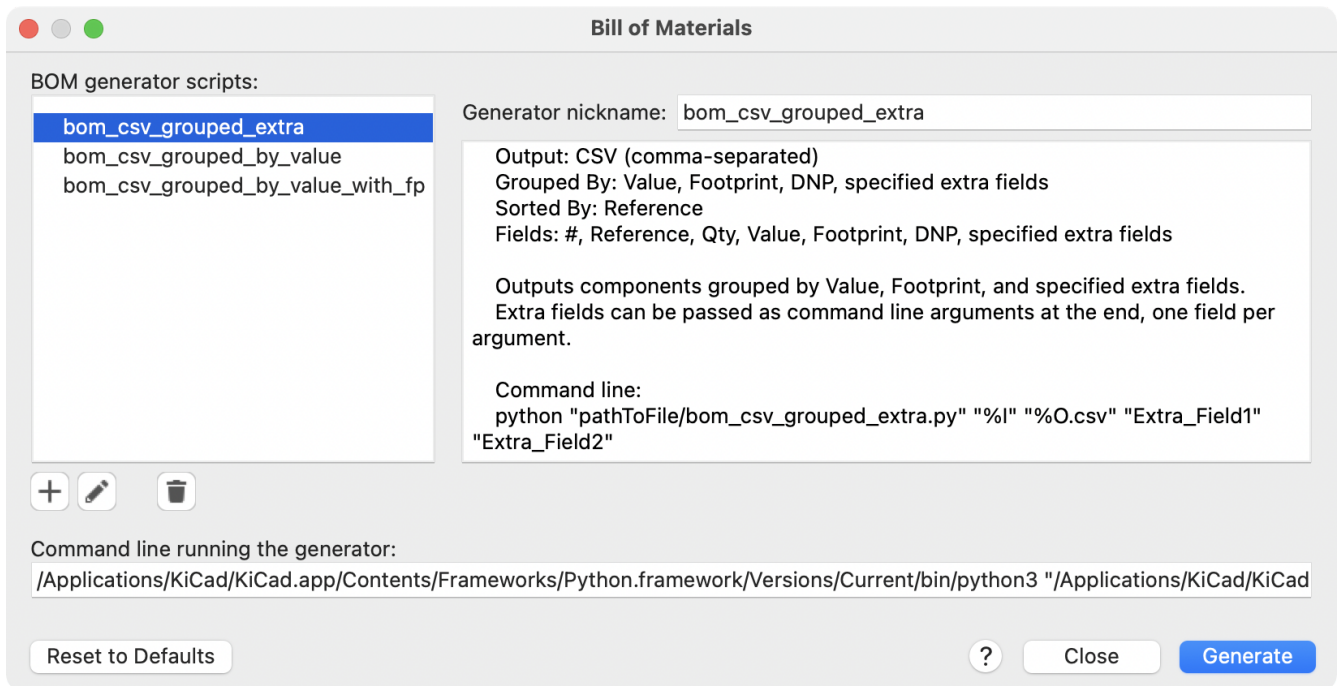 Bill of Materials
BOM generator scripts:
bom_csv_grouped_extra
bom_csv_grouped_by_value
bom_csv_grouped_by_value_with_fp
Generator nickname: bom_csv_grouped_extra
Output: CSV (comma-separated)
Grouped By: Value, Footprint, DNP, specified extra fields
Sorted By: Reference
Fields: #, Reference, Qty, Value, Footprint, DNP, specified extra fields
Outputs components grouped by Value, Footprint, and specified extra fields.
Extra fields can be passed as command line arguments at the end, one field per
argument.
Command line:
python "pathToFile/bom_csv_grouped_extra.py" "%I" "%O.csv" "Extra_Field1"
"Extra_Field2"
Command line running the generator:
/Applications/KiCad/KiCad.app/Contents/Frameworks/Python.framework/Versions/Current/bin/python3 "/Applications/KiCad/KiCad
Reset to Defaults
?
Close
Generate